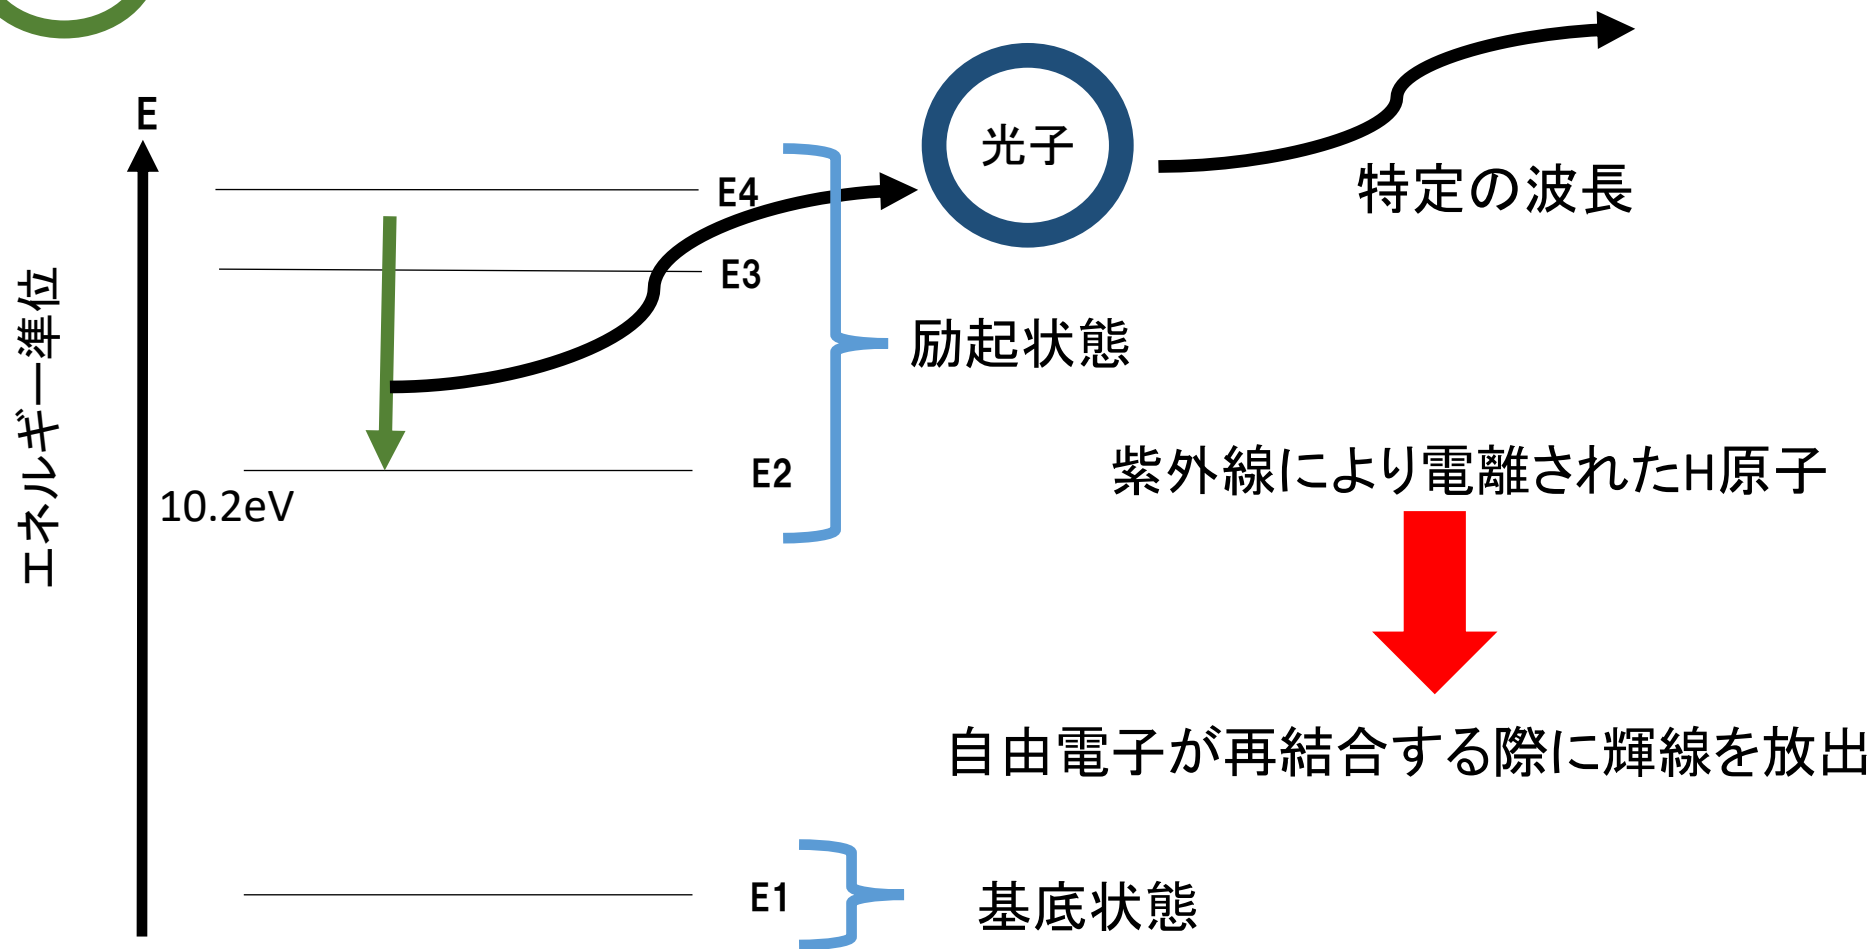 E
光子
E4
特定の波長
E3
エネルギー準位
励起状態
E2
紫外線により電離されたH原子
10.2eV
自由電子が再結合する際に輝線を放出
E1
基底状態